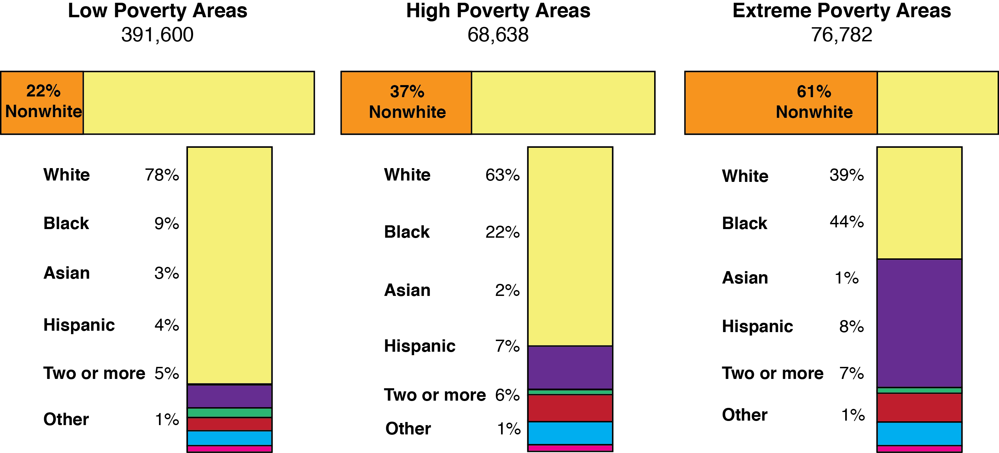 Low Poverty Areas
391,600
22%
Nonwhite
White 78%
Black 9%
Asian 3%
Hispanic 4%
Two or more 5%
Other 1%
High Poverty Areas
68,638
37%
Nonwhite
White 63%
Black 22%
Asian 2%
Hispanic 7%
Two or more 6%
Other 1%
Extreme Poverty Areas
76,782
61%
Nonwhite
White 39%
Black 44%
Asian 1%
Hispanic 8%
Two or more 7%
Other 1%